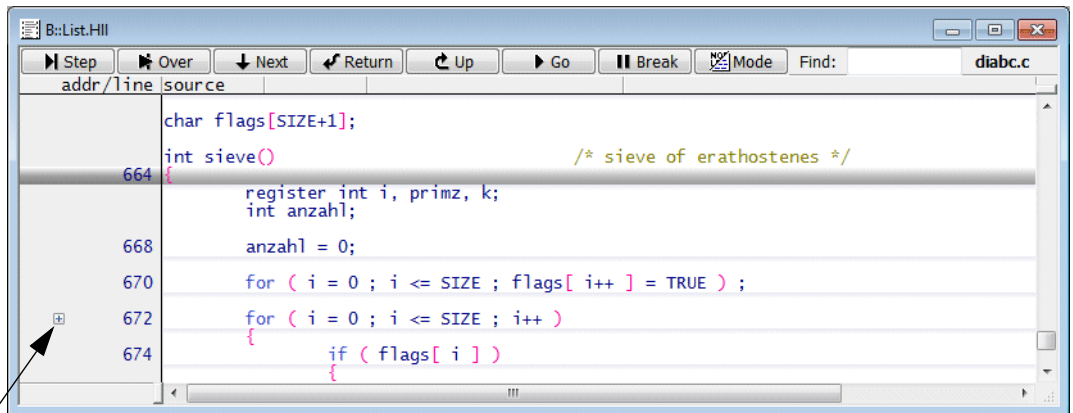 B::List.Hll
Step Over Next Return Up Go Break Mode Find: diabc.c
addr/line source
char flags[SIZE+1];
int sieve() /* sieve of erathostenes */
664 {
register int i, primz, k;
int anzahl;
668 anzahl = 0;
670 for ( i = 0 ; i <= SIZE ; flags[ i++ ] = TRUE ) ;
672 for ( i = 0 ; i <= SIZE ; i++ )
{
674 if ( flags[ i ] )
{